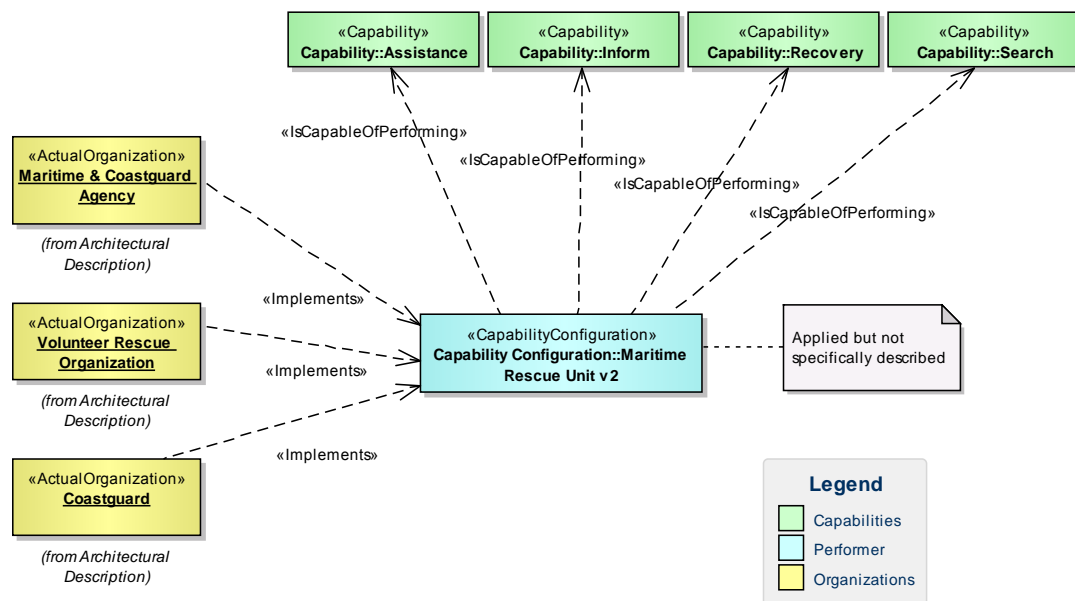 «Capability»
Capability::Assistance
«Capability»
Capability::Inform
«Capability»
Capability::Recovery
«Capability»
Capability::Search
«IsCapableOfPerforming»
«IsCapableOfPerforming»
«IsCapableOfPerforming»
«IsCapableOfPerforming»
«ActualOrganization»
Maritime & Coastguard
Agency
(from Architectural
Description)
«Implements»
«ActualOrganization»
Volunteer Rescue
Organization
(from Architectural
Description)
«Implements»
«CapabilityConfiguration»
Capability Configuration::Maritime
Rescue Unit v2
Applied but not
specifically described
«ActualOrganization»
Coastguard
(from Architectural
Description)
«Implements»
Legend
Capabilities
Performer
Organizations